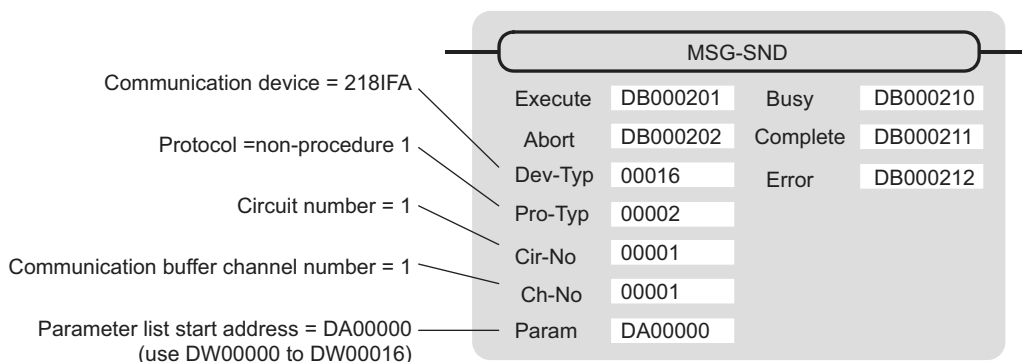 MSG-SND
Communication device = 218IFA
Execute DB000201 Busy DB000210
Protocol =non-procedure 1
Abort DB000202 Complete DB000211
Dev-Typ 00016 Error DB000212
Circuit number = 1
Pro-Typ 00002
Cir-No 00001
Communication buffer channel number = 1
Ch-No 00001
Parameter list start address = DA00000
(use DW00000 to DW00016)
Param DA00000